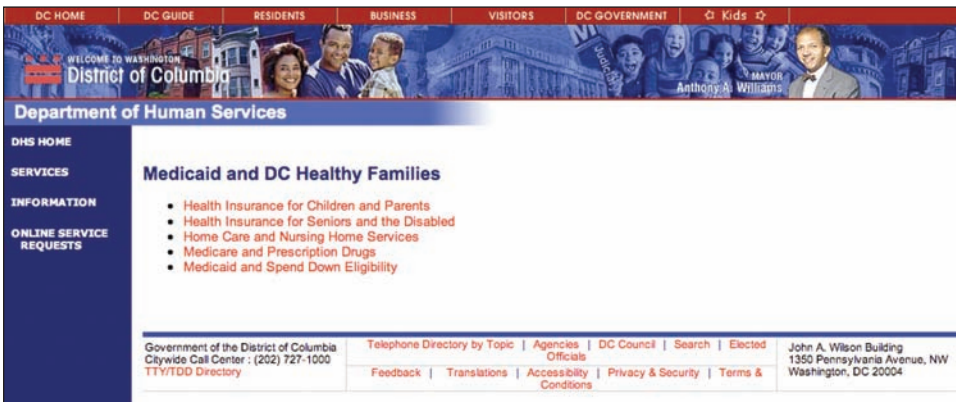 DC HOME
DC GUIDE
RESIDENTS
BUSINESS
VISITORS
DC GOVERNMENT
Kids
WELCOME TO WASHINGTON
District of Columbia
Judiciary
MAYOR
Anthony A. Williams
Department of Human Services
DHS HOME
SERVICES
INFORMATION
ONLINE SERVICE
REQUESTS
Medicaid and DC Healthy Families
• Health Insurance for Children and Parents
• Health Insurance for Seniors and the Disabled
• Home Care and Nursing Home Services
• Medicare and Prescription Drugs
• Medicaid and Spend Down Eligibility
Government of the District of Columbia
Citywide Call Center : (202) 727-1000
TTY/TDD Directory
Telephone Directory by Topic | Agencies | DC Council | Search | Elected
Officials
Feedback | Translations | Accessibility | Privacy & Security | Terms &
Conditions
John A. Wilson Building
1350 Pennsylvania Avenue, NW
Washington, DC 20004